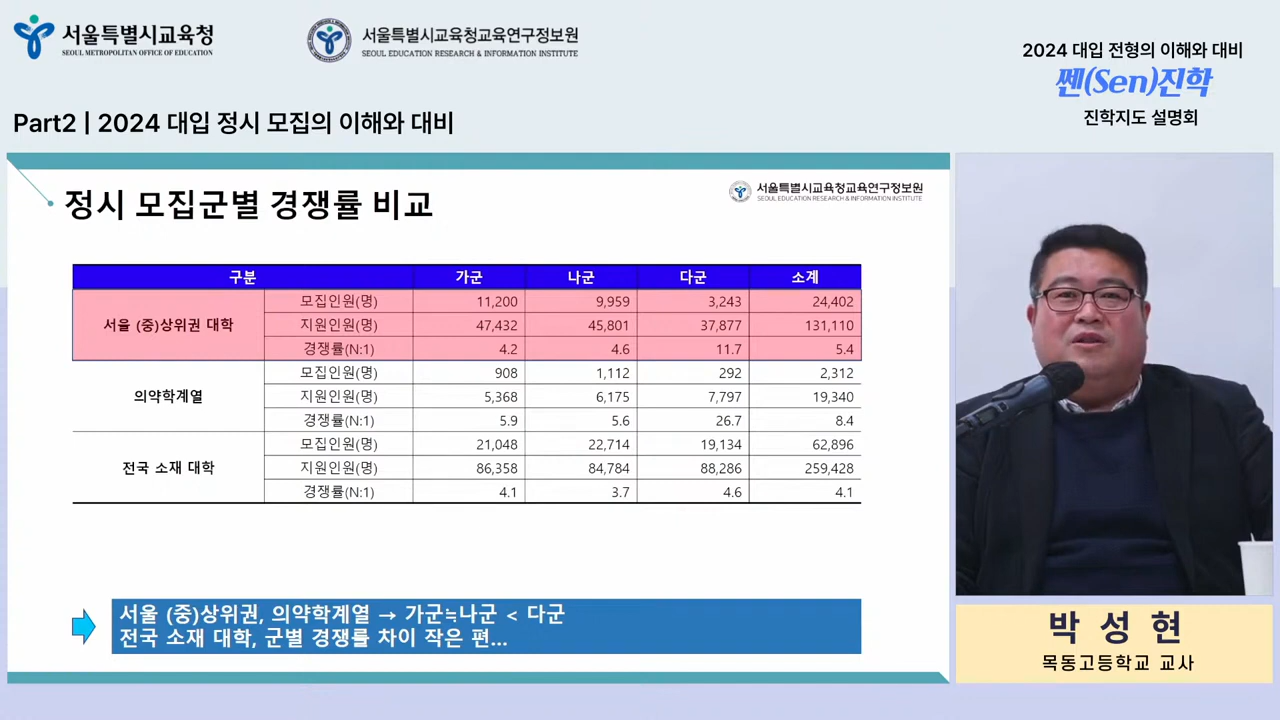 서울특별시교육청
SEOUL METROPOLITAN OFFICE OF EDUCATION
서울특별시교육청교육연구정보원
SEOUL EDUCATION RESEARCH & INFORMATION INSTITUTE
2024 대입 전형의 이해와 대비
쎈(Sen)진학
진학지도 설명회
Part2 | 2024 대입 정시 모집의 이해와 대비
정시 모집군별 경쟁률 비교
서울특별시교육청교육연구정보원
SEOUL EDUCATION RESEARCH & INFORMATION INSTITUTE
구분 가군 나군 다군 소계
서울 (중)상위권 대학
모집인원(명) 11,200 9,959 3,243 24,402
지원인원(명) 47,432 45,801 37,877 131,110
경쟁률(N:1) 4.2 4.6 11.7 5.4
의약학계열
모집인원(명) 908 1,112 292 2,312
지원인원(명) 5,368 6,175 7,797 19,340
경쟁률(N:1) 5.9 5.6 26.7 8.4
전국 소재 대학
모집인원(명) 21,048 22,714 19,134 62,896
지원인원(명) 86,358 84,784 88,286 259,428
경쟁률(N:1) 4.1 3.7 4.6 4.1
서울 (중)상위권, 의약학계열 → 가군≒나군 < 다군
전국 소재 대학, 군별 경쟁률 차이 작은 편...
박 성 현
목동고등학교 교사